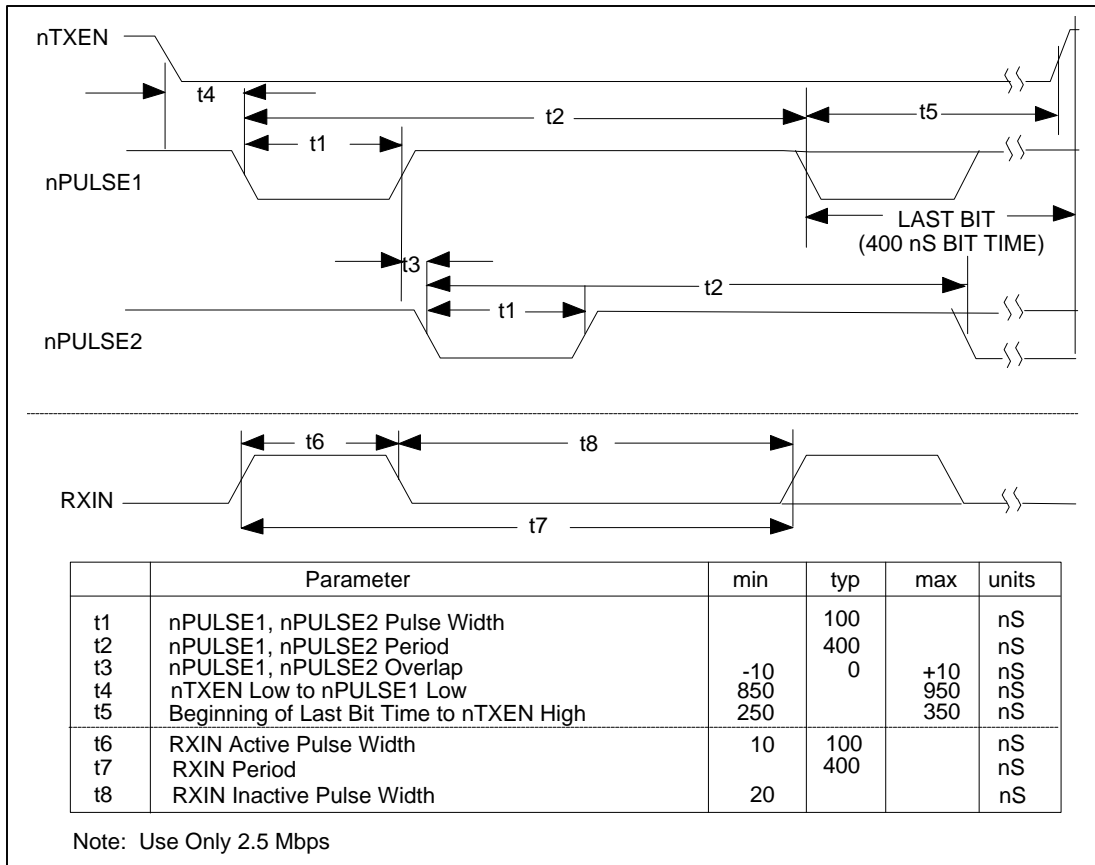 nTXEN
t4
t2
t5
t1
nPULSE1
LAST BIT
(400 nS BIT TIME)
t3
t2
t1
nPULSE2
t6
t8
RXIN
t7
Parameter min typ max units
t1 nPULSE1, nPULSE2 Pulse Width 100 nS
t2 nPULSE1, nPULSE2 Period 400 nS
t3 nPULSE1, nPULSE2 Overlap -10 0 +10 nS
t4 nTXEN Low to nPULSE1 Low 850 950 nS
t5 Beginning of Last Bit Time to nTXEN High 250 350 nS
t6 RXIN Active Pulse Width 10 100 nS
t7 RXIN Period 400 nS
t8 RXIN Inactive Pulse Width 20 nS
Note: Use Only 2.5 Mbps